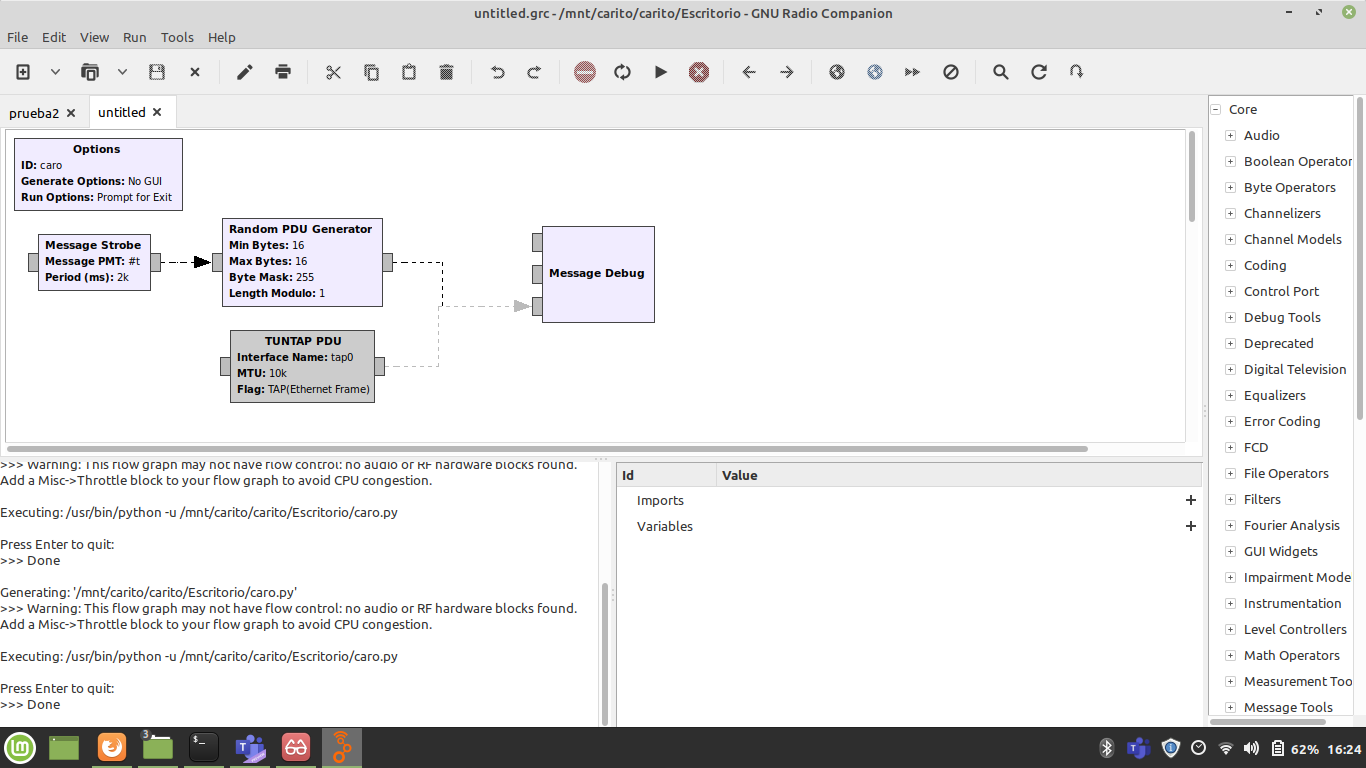 untitled.grc - /mnt/carito/carito/Escritorio - GNU Radio Companion
File Edit View Run Tools Help
prueba2
untitled
Options
ID: caro
Generate Options: No GUI
Run Options: Prompt for Exit
Message Strobe
Message PMT: #t
Period (ms): 2k
Random PDU Generator
Min Bytes: 16
Max Bytes: 16
Byte Mask: 255
Length Modulo: 1
Message Debug
TUNTAP PDU
Interface Name: tap0
MTU: 10k
Flag: TAP(Ethernet Frame)
Core
Audio
Boolean Operator
Byte Operators
Channelizers
Channel Models
Coding
Control Port
Debug Tools
Deprecated
Digital Television
Equalizers
Error Coding
FCD
File Operators
Filters
Fourier Analysis
GUI Widgets
Impairment Mode
Instrumentation
Level Controllers
Math Operators
Measurement Too
Message Tools
>>> Warning: This flow graph may not have flow control: no audio or RF hardware blocks found.
Add a Misc->Throttle block to your flow graph to avoid CPU congestion.
Executing: /usr/bin/python -u /mnt/carito/carito/Escritorio/caro.py
Press Enter to quit:
>>> Done
Generating: '/mnt/carito/carito/Escritorio/caro.py'
>>> Warning: This flow graph may not have flow control: no audio or RF hardware blocks found.
Add a Misc->Throttle block to your flow graph to avoid CPU congestion.
Executing: /usr/bin/python -u /mnt/carito/carito/Escritorio/caro.py
Press Enter to quit:
>>> Done
Id Value
Imports
Variables
3
62% 16:24